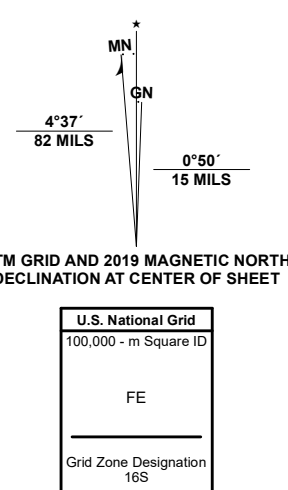 ★
MN
GN
4°37´
82 MILS
0°50´
15 MILS
TM GRID AND 2019 MAGNETIC NORTH
DECLINATION AT CENTER OF SHEET
U.S. National Grid
100,000 - m Square ID
FE
Grid Zone Designation
16S